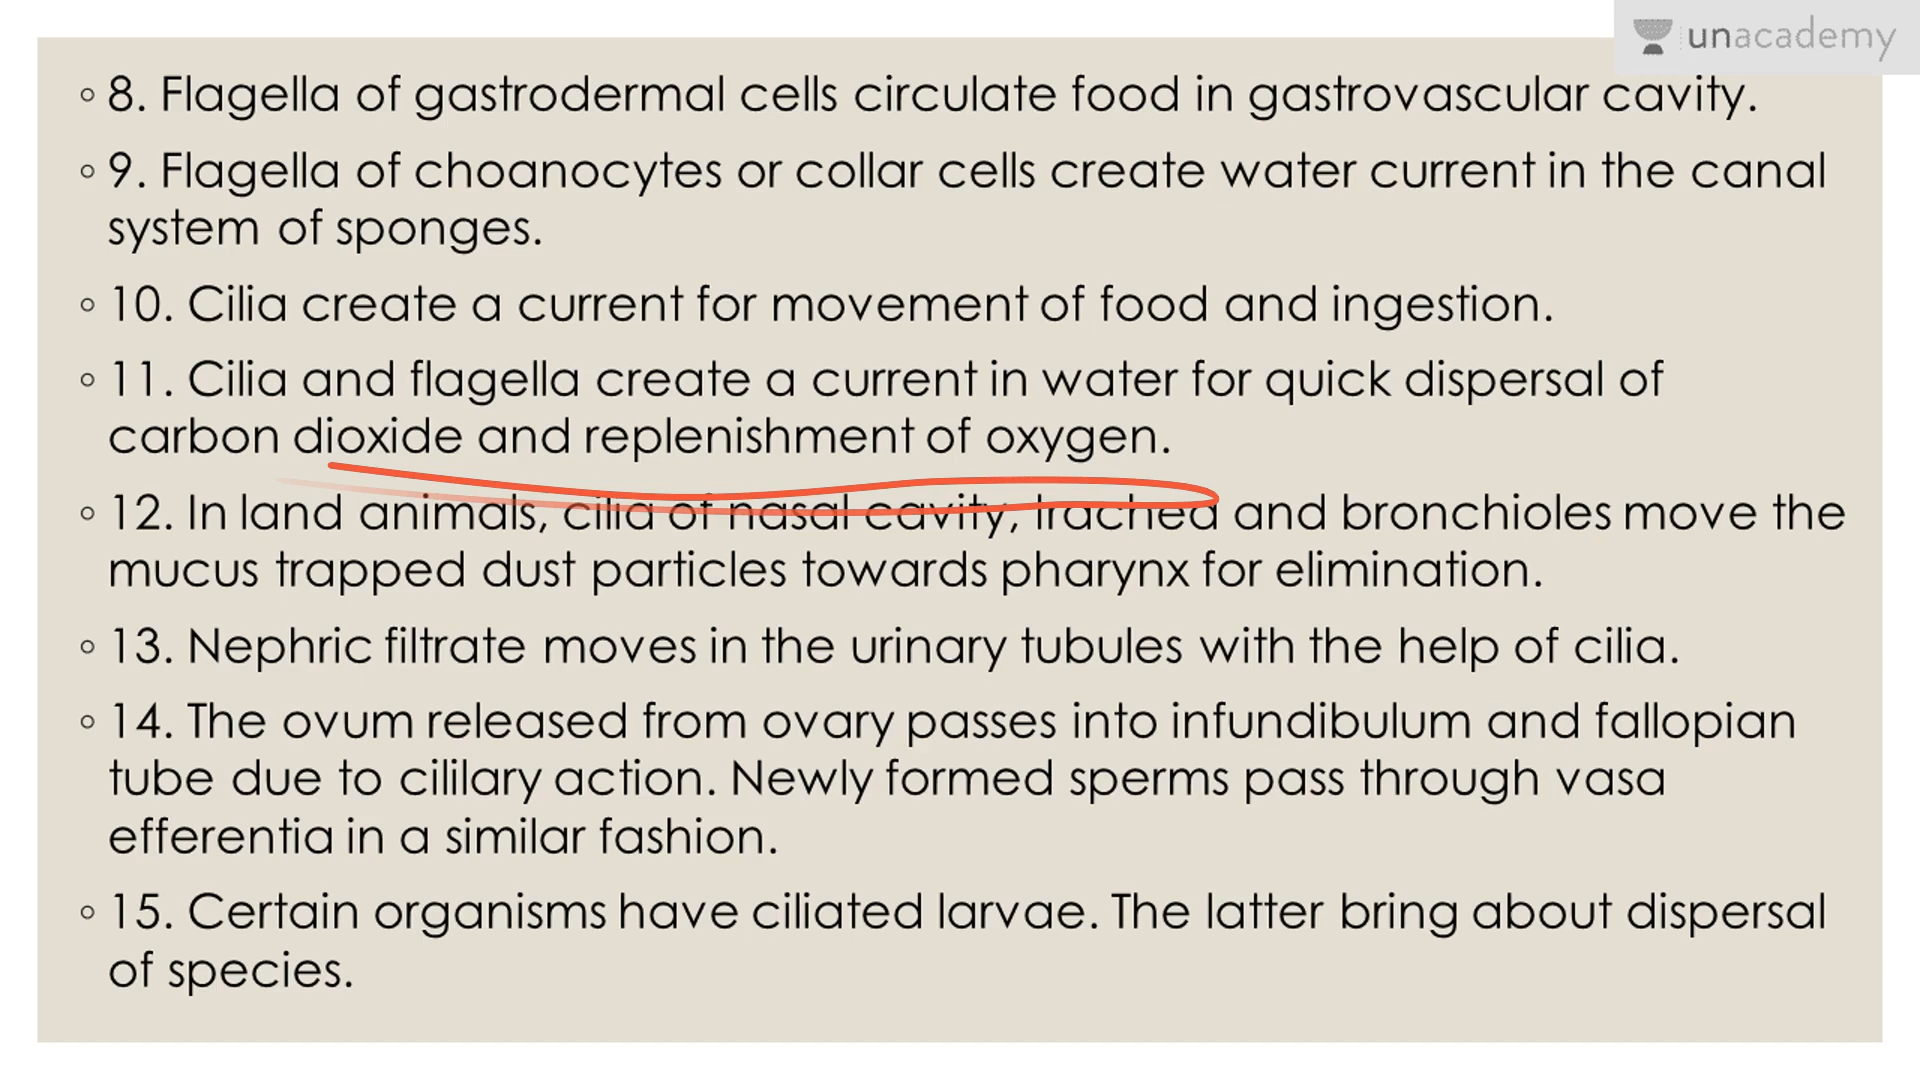 unacademy
◦ 8. Flagella of gastrodermal cells circulate food in gastrovascular cavity.
◦ 9. Flagella of choanocytes or collar cells create water current in the canal
system of sponges.
◦ 10. Cilia create a current for movement of food and ingestion.
◦ 11. Cilia and flagella create a current in water for quick dispersal of
carbon dioxide and replenishment of oxygen.
◦ 12. In land animals, cilia of nasal cavity, trachea and bronchioles move the
mucus trapped dust particles towards pharynx for elimination.
◦ 13. Nephric filtrate moves in the urinary tubules with the help of cilia.
◦ 14. The ovum released from ovary passes into infundibulum and fallopian
tube due to cililary action. Newly formed sperms pass through vasa
efferentia in a similar fashion.
◦ 15. Certain organisms have ciliated larvae. The latter bring about dispersal
of species.